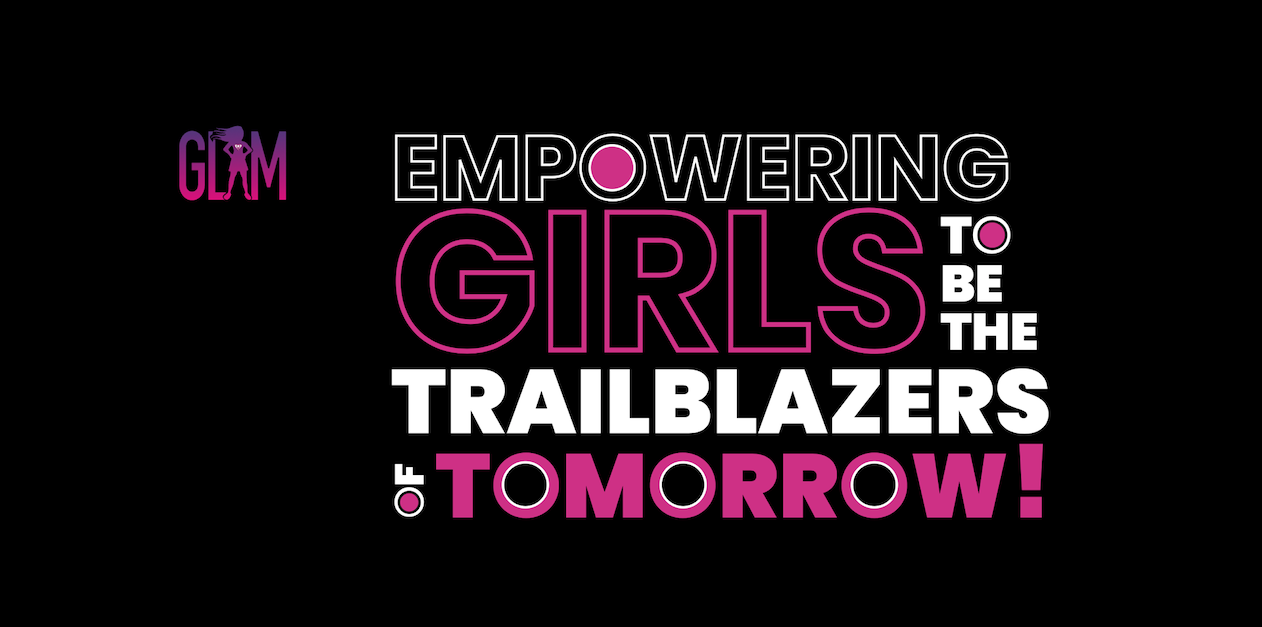 GLAM
EMPOWERING
GIRLS
TO
BE
THE
TRAILBLAZERS
OF TOMORROW!